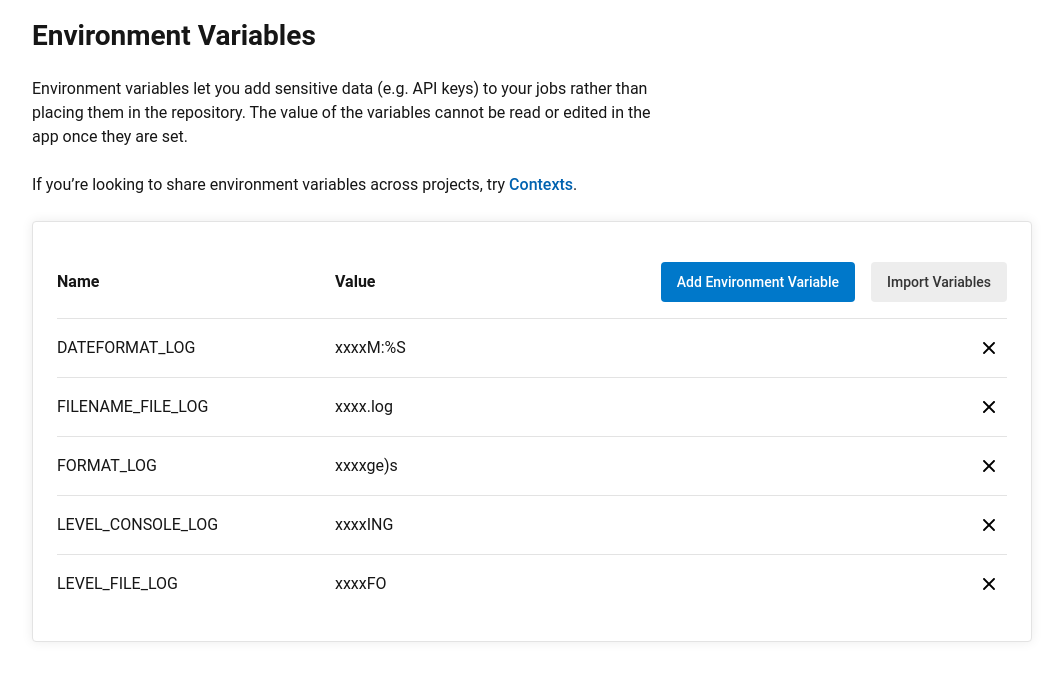 Environment Variables
Environment variables let you add sensitive data (e.g. API keys) to your jobs rather than
placing them in the repository. The value of the variables cannot be read or edited in the
app once they are set.
If you’re looking to share environment variables across projects, try Contexts.
Name Value Add Environment Variable Import Variables
DATEFORMAT_LOG xxxxM:%S
FILENAME_FILE_LOG xxxx.log
FORMAT_LOG xxxxge)s
LEVEL_CONSOLE_LOG xxxxING
LEVEL_FILE_LOG xxxxFO